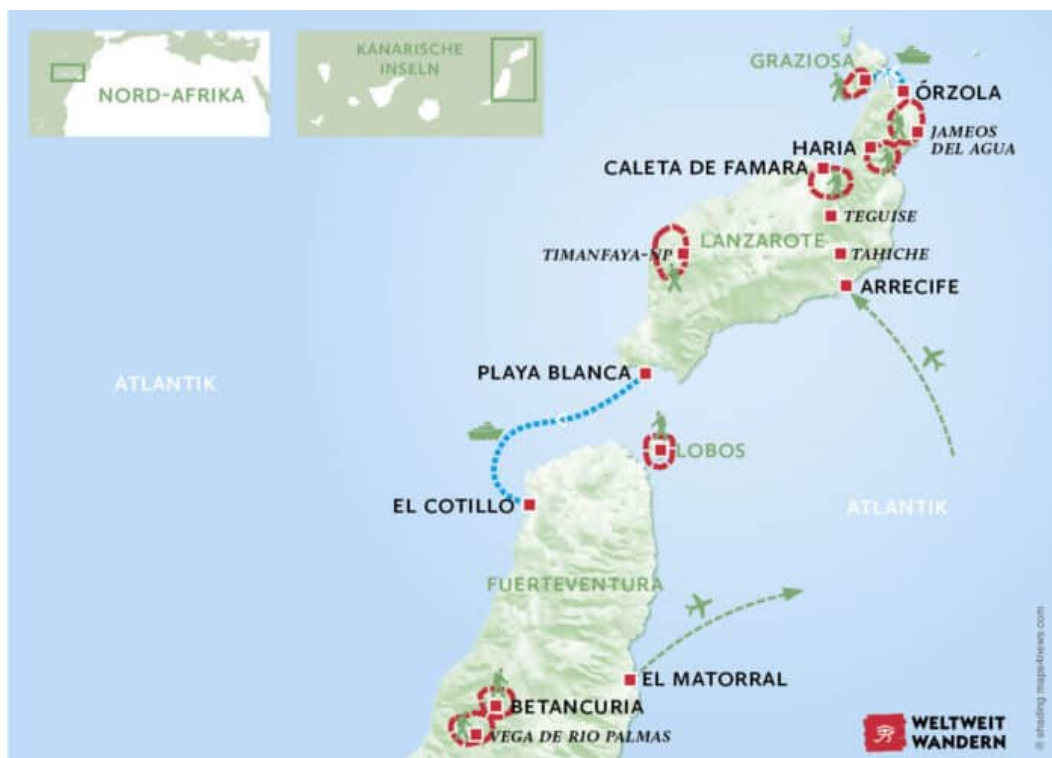 NORD-AFRIKA
KANARISCHE
INSELN
GRAZIOSA
ÓRZOLA
JAMEOS
DEL AGUA
HARIA
CALETA DE FAMARA
TEGUISE
LANZAROTE
TIMANFAYA-NP
TAHICHE
ARRECIFE
PLAYA BLANCA
ATLANTIK
LOBOS
EL COTILLO
ATLANTIK
FUERTEVENTURA
EL MATORRAL
BETANCURIA
VEGA DE RIO PALMAS
WELTWEIT
WANDERN
© shading maps4news.com